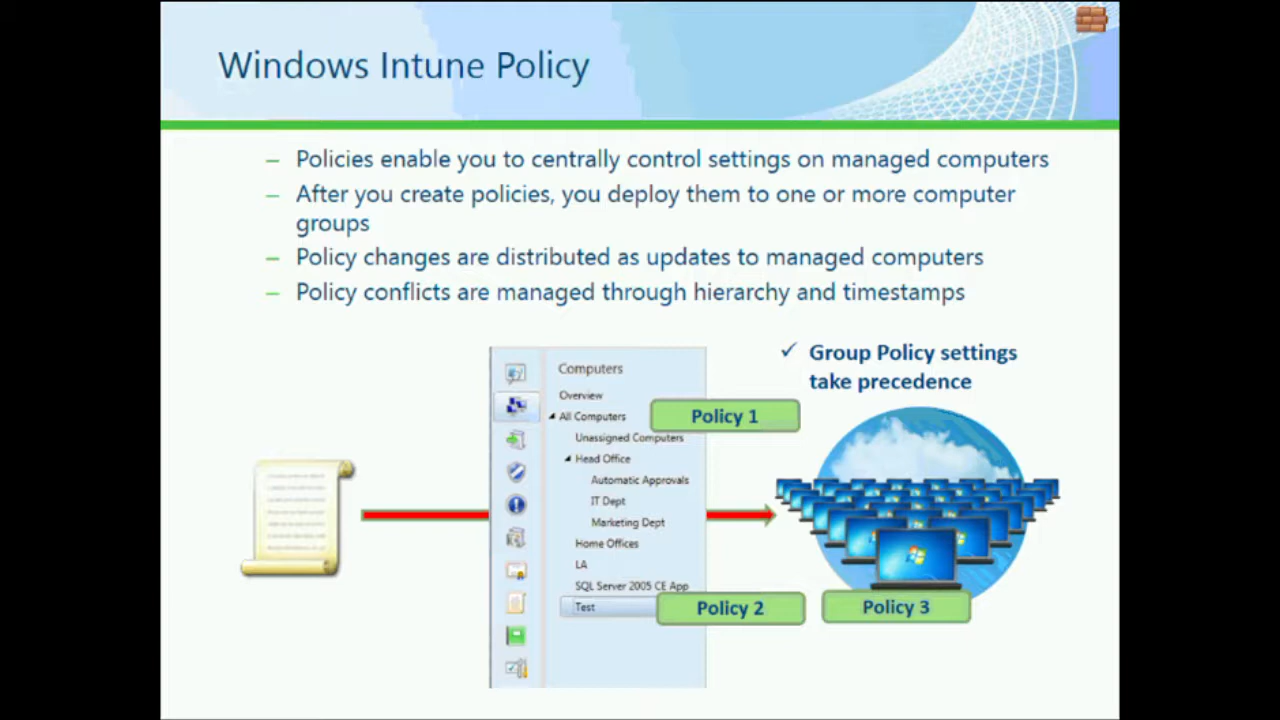 Windows Intune Policy
– Policies enable you to centrally control settings on managed computers
– After you create policies, you deploy them to one or more computer
groups
– Policy changes are distributed as updates to managed computers
– Policy conflicts are managed through hierarchy and timestamps
✓ Group Policy settings
take precedence
Computers
Overview
All Computers
Policy 1
Unassigned Computers
Head Office
Automatic Approvals
IT Dept
Marketing Dept
Home Offices
LA
SQL Server 2005 CE App
Test
Policy 2
Policy 3